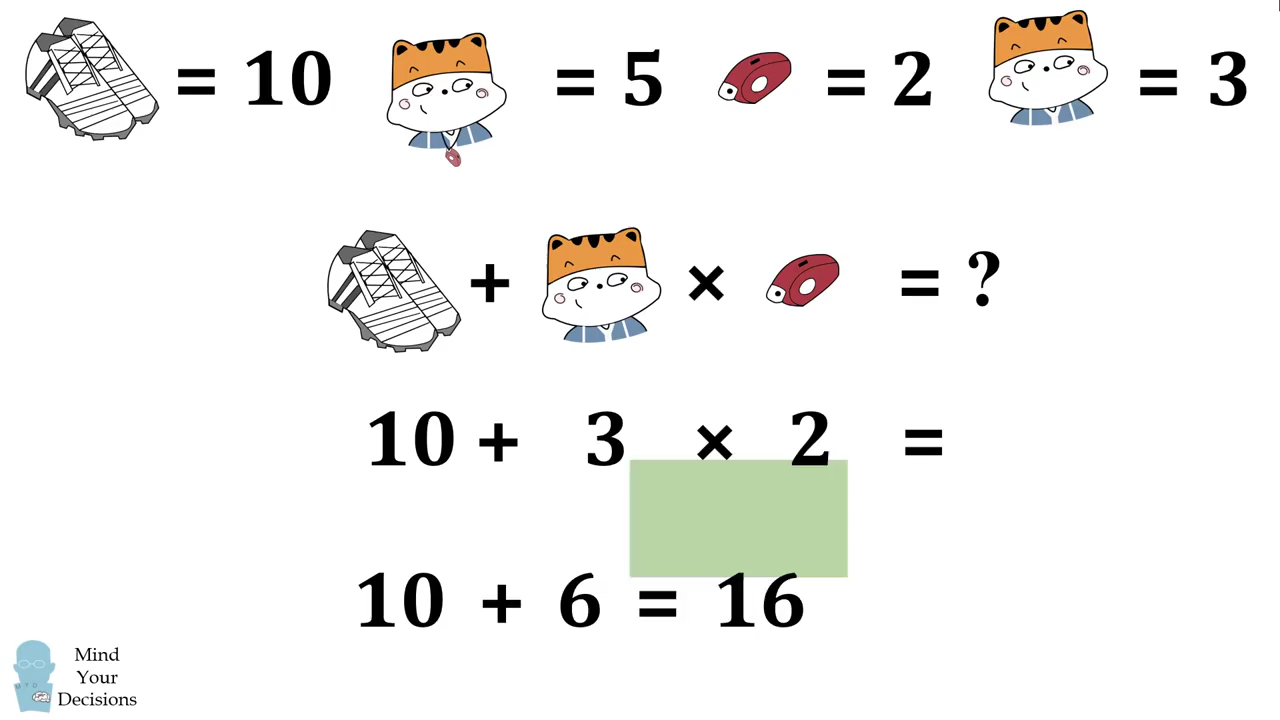 = 10 = 5 = 2 = 3
+ × = ?
10 + 3 × 2 =
10 + 6 = 16
Mind
Your
Decisions